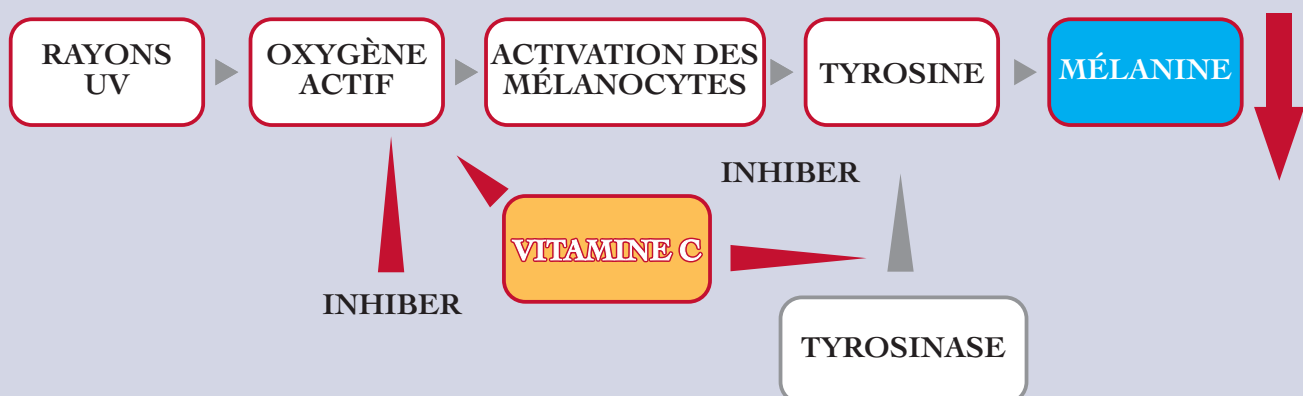 RAYONS
UV
OXYGÈNE
ACTIF
ACTIVATION DES
MÉLANOCYTES
TYROSINE
MÉLANINE
INHIBER
VITAMINE C
INHIBER
TYROSINASE